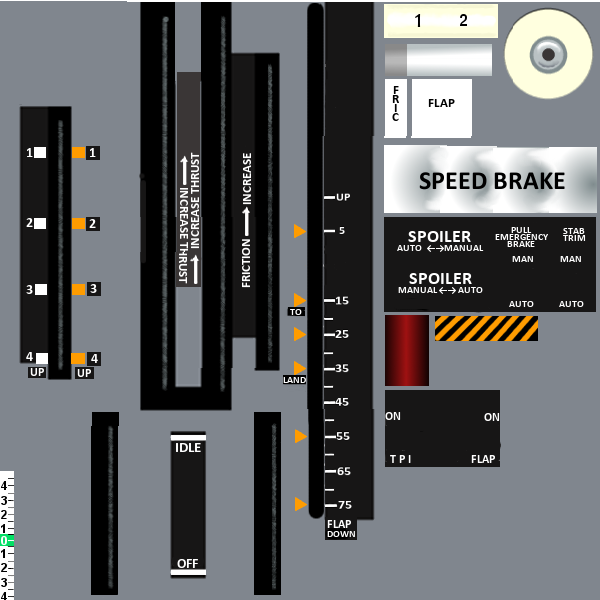 1 2
F
R
I
C
FLAP
SPEED BRAKE
SPOILER
AUTO ←→MANUAL
PULL
EMERGENCY
BRAKE
STAB
TRIM
MAN
MAN
SPOILER
MANUAL←→AUTO
AUTO
AUTO
ON
ON
T P I
FLAP
1
1
2
2
3
3
4
4
UP
UP
INCREASE THRUST
INCREASE THRUST
FRICTION → INCREASE
UP
5
15
TO
25
35
LAND
45
55
65
75
FLAP
DOWN
IDLE
OFF
4
3
2
1
0
1
2
3
4